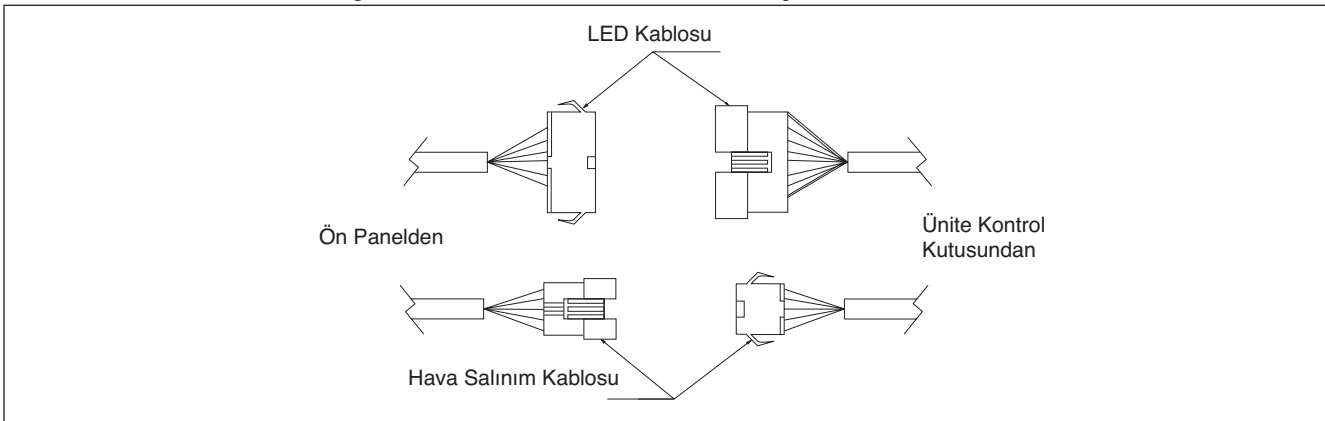 LED Kablosu
Ön Panelden
Ünite Kontrol
Kutusundan
Hava Salınım Kablosu